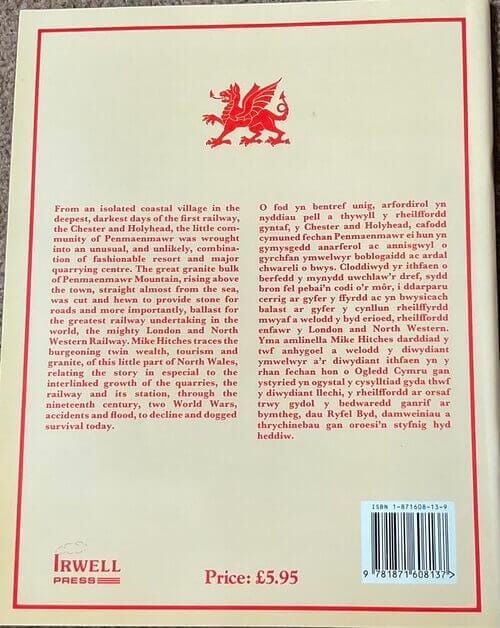 From an isolated coastal village in the
deepest, darkest days of the first railway,
the Chester and Holyhead, the little com-
munity of Penmaenmawr was wrought
into an unusual, and unlikely, combina-
tion of fashionable resort and major
quarrying centre. The great granite bulk
of Penmaenmawr Mountain, rising above
the town, straight almost from the sea,
was cut and hewn to provide stone for
roads and more importantly, ballast for
the greatest railway undertaking in the
world, the mighty London and North
Western Railway. Mike Hitches traces the
burgeoning twin wealth, tourism and
granite, of this little part of North Wales,
relating the story in especial to the
interlinked growth of the quarries, the
railway and its station, through the
nineteenth century, two World Wars,
accidents and flood, to decline and dogged
survival today.
O fod yn bentref unig, arfordirol yn
nyddiau pell a thywyll y rheilffordd
gyntaf, y Chester and Holyhead, cafodd
cymuned fechan Penmaenmawr ei hun yn
gymysgedd anarferol ac annisgwyl o
gyrchfan ymwelwyr boblogaidd ac ardal
chwareli o bwys. Cloddiwyd yr ithfaen o
berfedd y mynydd uwchlaw'r dref, sydd
bron fel pebai'n codi o'r môr, i ddarparu
cerrig ar gyfer y ffyrdd ac yn bwysicach
balast ar gyfer y cynllun rheilffyrdd
mwyaf a welodd y byd erioed, rheilffordd
enfawr y London and North Western.
Yma amlinella Mike Hitches darddiad y
twf anhygoel a welodd y diwydiant
ymwelwyr a'r diwydiant ithfaen yn y
rhan fechan hon o Ogledd Cymru gan
ystyried yn ogystal y cysylltiad gyda thwf
y diwydiant llechi, y rheilffordd ar orsaf
trwy gydol y bedwaredd ganrif ar
bymtheg, dau Ryfel Byd, damweiniau a
thrychinebau gan oroesi'n styfnig hyd
heddiw.
IRWELL
PRESS
Price: £5.95
ISBN 1-871608-13-9
9 781871 608137>